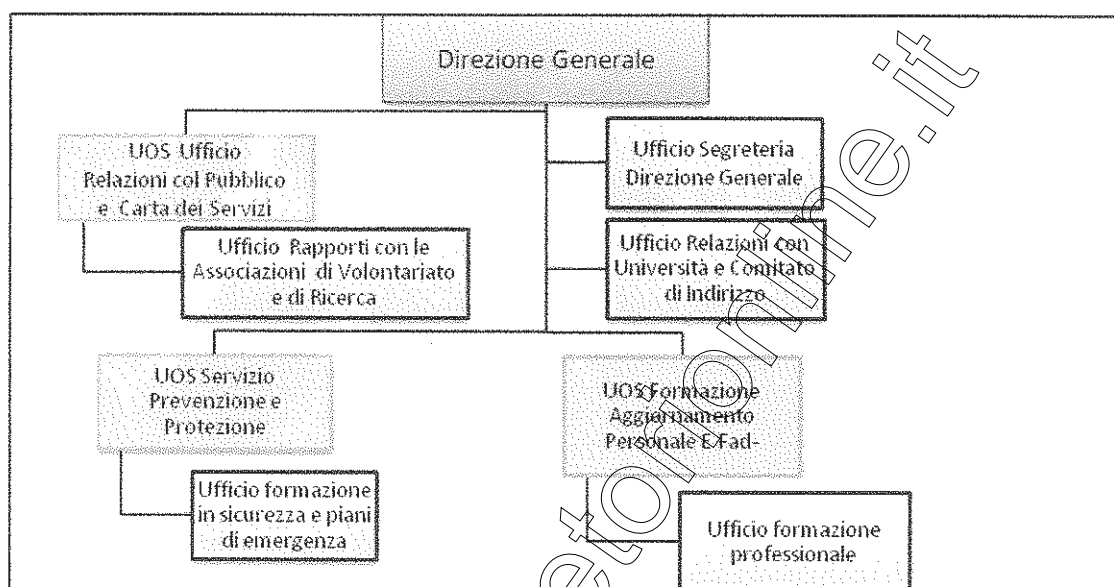 Direzione Generale
UOS Ufficio
Relazioni col Pubblico
e Carta dei Servizi
Ufficio Segreteria
Direzione Generale
Ufficio Rapporti con le
Associazioni di Volontariato
e di Ricerca
Ufficio Relazioni con
Università e Comitato
di Indirizzo
UOS Servizio
Prevenzione e
Protezione
UOS Formazione
Aggiornamento
Personale E Fad-
Ufficio formazione
in sicurezza e piani
di emergenza
Ufficio formazione
professionale
etorionline.it